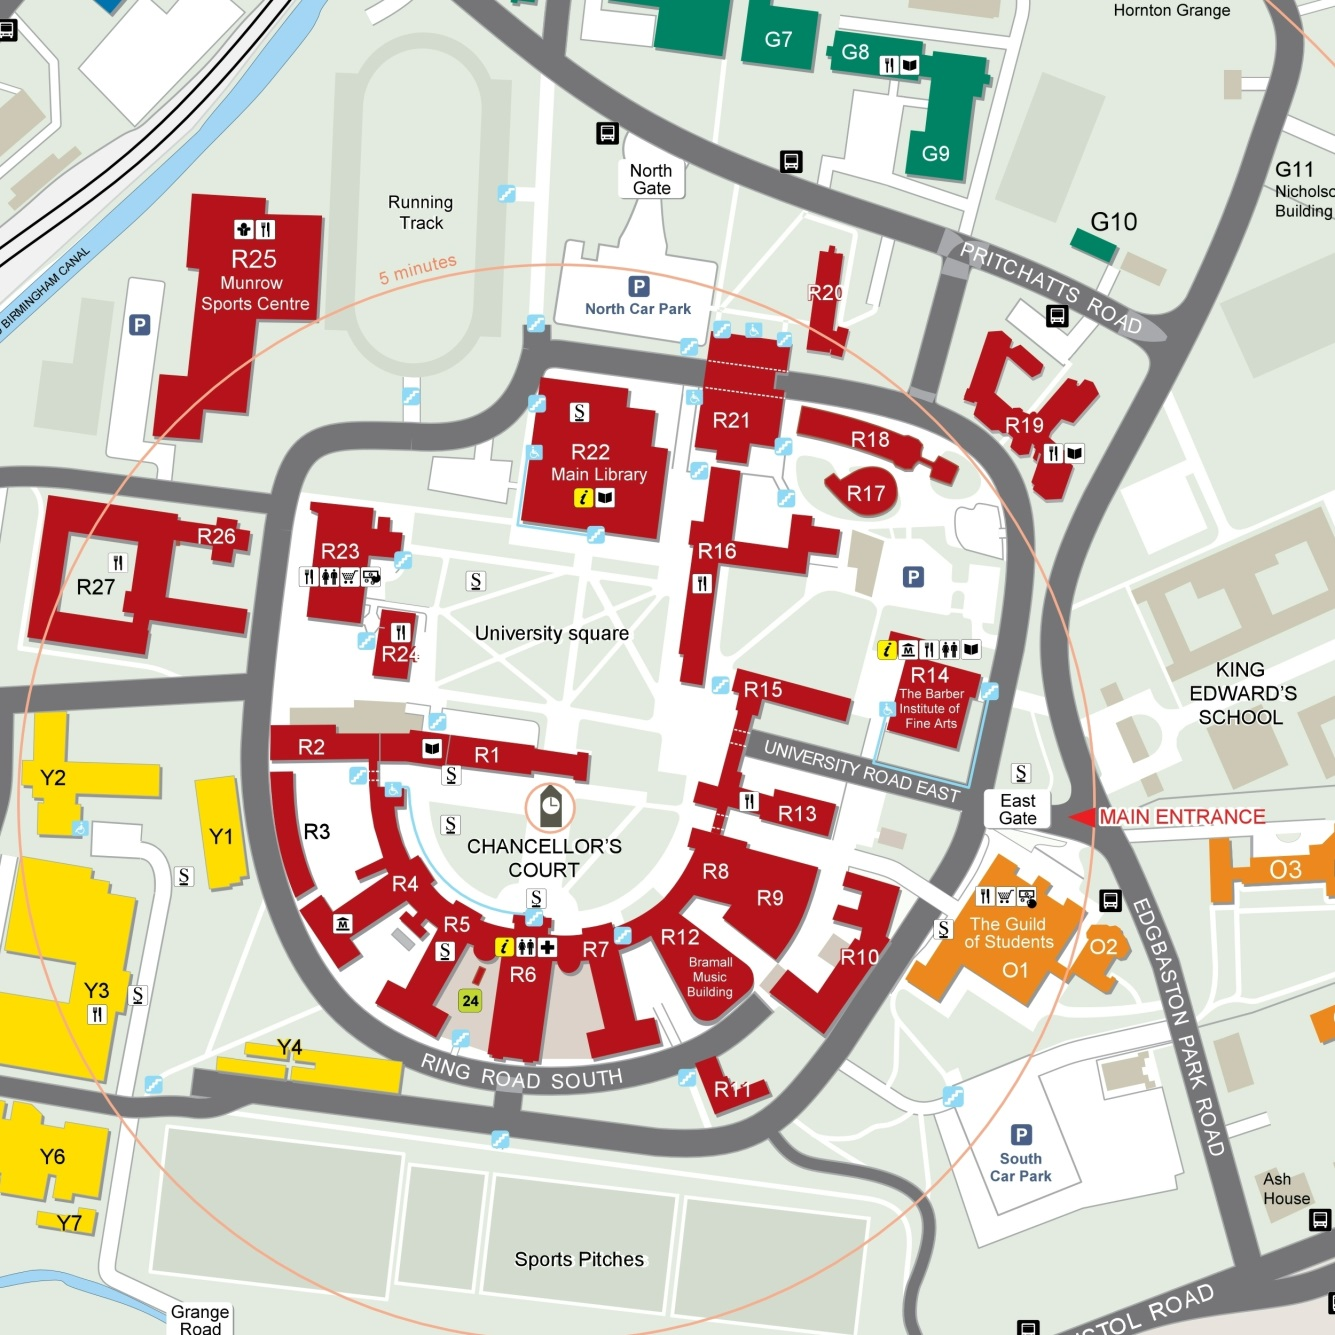 Hornton Grange
G7
G8
G9
G11
Nicholso
Building
G10
North
Gate
Running
Track
R25
Munrow
Sports Centre
5 minutes
BIRMINGHAM CANAL
P
P
North Car Park
R20
PRITCHATTS ROAD
R21
R18
R19
R22
Main Library
S
i
R17
R16
R26
R27
R23
S
P
University square
R24
R15
i
R14
The Barber
Institute of
Fine Arts
KING
EDWARD'S
SCHOOL
R2
R1
S
UNIVERSITY ROAD EAST
S
East
Gate
MAIN ENTRANCE
Y2
Y1
R3
S
CHANCELLOR'S
COURT
R13
R4
S
R8
R9
S
O3
R5
S
i
R6
R7
R12
Bramall
Music
Building
R10
The Guild
of Students
O1
O2
S
Y3
S
24
Y4
RING ROAD SOUTH
R11
EDGBASTON PARK ROAD
P
South
Car Park
Y6
Y7
Ash
House
Sports Pitches
Grange
Road
STOL ROAD